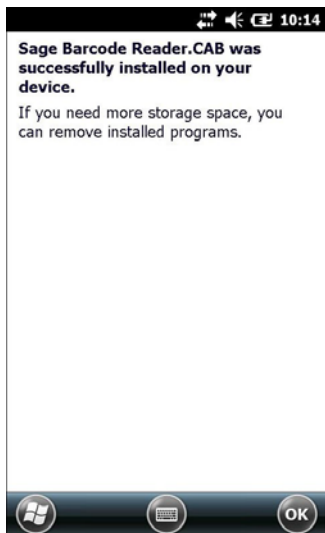 10:14
Sage Barcode Reader.CAB was
successfully installed on your
device.
If you need more storage space, you
can remove installed programs.
OK